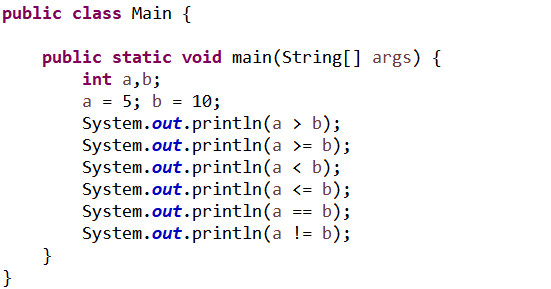 public class Main {
    public static void main(String[] args) {
        int a,b;
        a = 5; b = 10;
        System.out.println(a > b);
        System.out.println(a >= b);
        System.out.println(a < b);
        System.out.println(a <= b);
        System.out.println(a == b);
        System.out.println(a != b);
    }
}